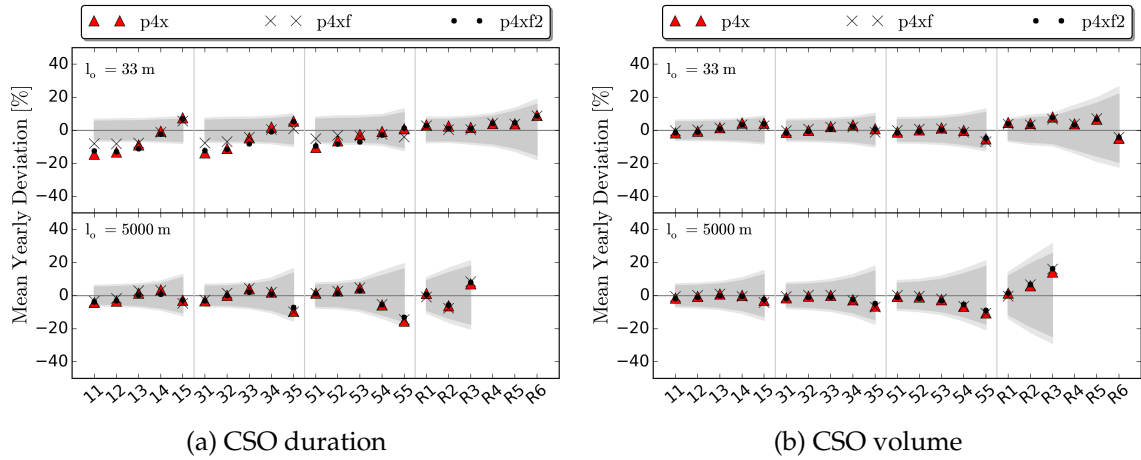 p4x p4xf p4xf2
Mean Yearly Deviation [%]
40
20
0
−20
−40
l_o = 33 m
40
20
0
−20
−40
l_o = 5000 m
11 12 13 14 15 31 32 33 34 35 51 52 53 54 55 R1 R2 R3 R4 R5 R6
(a) CSO duration
p4x p4xf p4xf2
Mean Yearly Deviation [%]
40
20
0
−20
−40
l_o = 33 m
40
20
0
−20
−40
l_o = 5000 m
11 12 13 14 15 31 32 33 34 35 51 52 53 54 55 R1 R2 R3 R4 R5 R6
(b) CSO volume